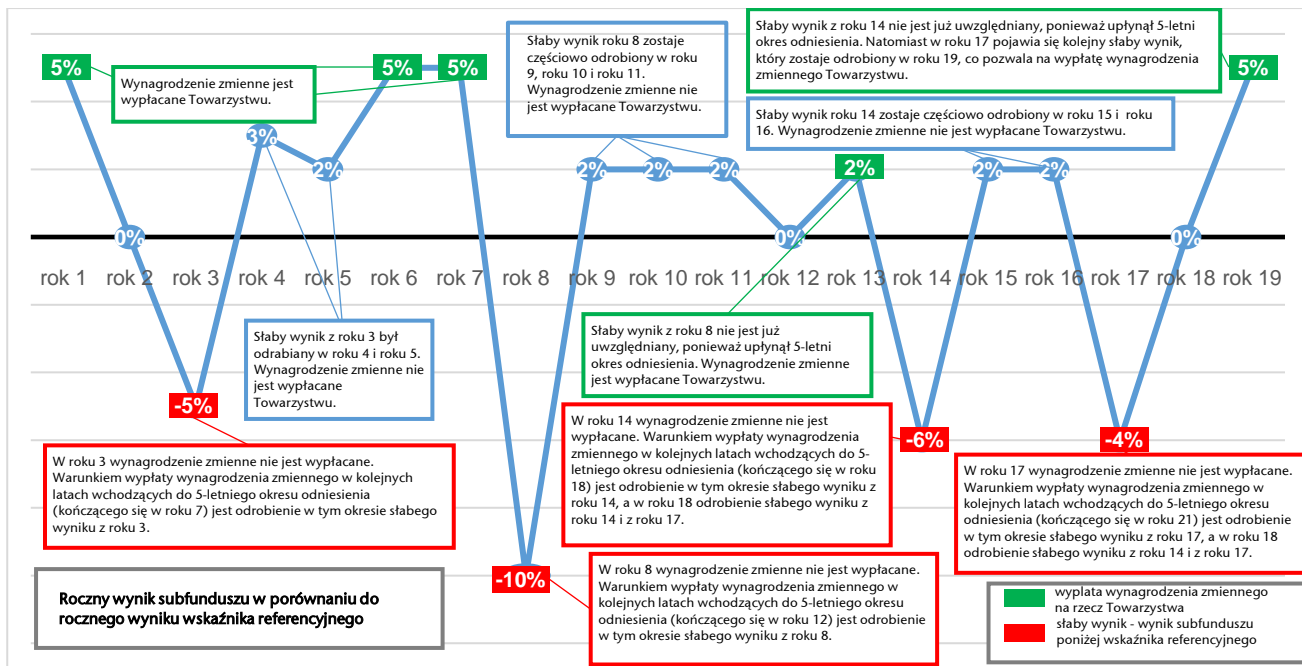 Słaby wynik z roku 14 nie jest już uwzględniany, ponieważ upłynął 5-letni
okres odniesienia. Natomiast w roku 17 pojawia się kolejny słaby wynik,
który zostaje odrobiony w roku 19, co pozwala na wypłatę wynagrodzenia
zmiennego Towarzystwu.
Słaby wynik roku 8 zostaje
częściowo odrobiony w roku
9, roku 10 i roku 11.
Wynagrodzenie zmienne nie
jest wypłacane Towarzystwu.
Wynagrodzenie zmienne jest
wypłacane Towarzystwu.
Słaby wynik roku 14 zostaje częściowo odrobiony w roku 15 i roku
16. Wynagrodzenie zmienne nie jest wypłacane Towarzystwu.
5%
0%
-5%
3%
2%
5%
5%
-10%
2%
2%
2%
0%
2%
-6%
2%
2%
-4%
0%
5%
rok 1 rok 2 rok 3 rok 4 rok 5 rok 6 rok 7 rok 8 rok 9 rok 10 rok 11 rok 12 rok 13 rok 14 rok 15 rok 16 rok 17 rok 18 rok 19
Słaby wynik z roku 3 był
odrabiany w roku 4 i roku 5.
Wynagrodzenie zmienne nie
jest wypłacane
Towarzystwu.
Słaby wynik z roku 8 nie jest już
uwzględniany, ponieważ upłynął 5-letni
okres odniesienia. Wynagrodzenie zmienne
jest wypłacane Towarzystwu.
W roku 3 wynagrodzenie zmienne nie jest wypłacane.
Warunkiem wypłaty wynagrodzenia zmiennego w kolejnych
latach wchodzących do 5-letniego okresu odniesienia
(kończącego się w roku 7) jest odrobienie w tym okresie słabego
wyniku z roku 3.
W roku 14 wynagrodzenie zmienne nie jest
wypłacane. Warunkiem wypłaty wynagrodzenia
zmiennego w kolejnych latach wchodzących do 5-
letniego okresu odniesienia (kończącego się w roku
18) jest odrobienie w tym okresie słabego wyniku z
roku 14, a w roku 18 odrobienie słabego wyniku z
roku 14 i z roku 17.
W roku 17 wynagrodzenie zmienne nie jest wypłacane.
Warunkiem wypłaty wynagrodzenia zmiennego w
kolejnych latach wchodzących do 5-letniego okresu
odniesienia (kończącego się w roku 21) jest odrobienie
w tym okresie słabego wyniku z roku 17, a w roku 18
odrobienie słabego wyniku z roku 14 i z roku 17.
W roku 8 wynagrodzenie zmienne nie jest wypłacane.
Warunkiem wypłaty wynagrodzenia zmiennego w
kolejnych latach wchodzących do 5-letniego okresu
odniesienia (kończącego się w roku 12) jest odrobienie
w tym okresie słabego wyniku z roku 8.
Roczny wynik subfunduszu w porównaniu do
rocznego wyniku wskaźnika referencyjnego
wyplata wynagrodzenia zmiennego
na rzecz Towarzystwa
słaby wynik - wynik subfunduszu
poniżej wskaźnika referencyjnego